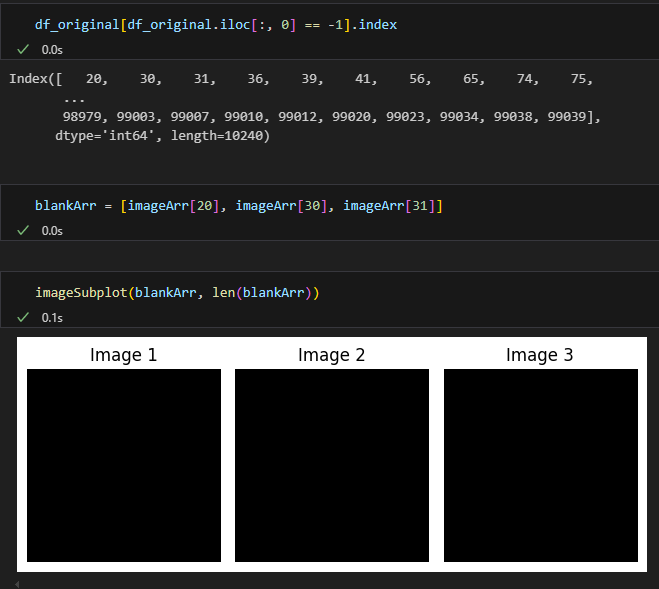 df_original[df_original.iloc[:, 0] == -1].index
0.0s
Index([   20,    30,    31,    36,    39,    41,    56,    65,    74,    75,
       ...
       98979, 99003, 99007, 99010, 99012, 99020, 99023, 99034, 99038, 99039],
      dtype='int64', length=10240)
blankArr = [imageArr[20], imageArr[30], imageArr[31]]
0.0s
imageSubplot(blankArr, len(blankArr))
0.1s
Image 1 Image 2 Image 3